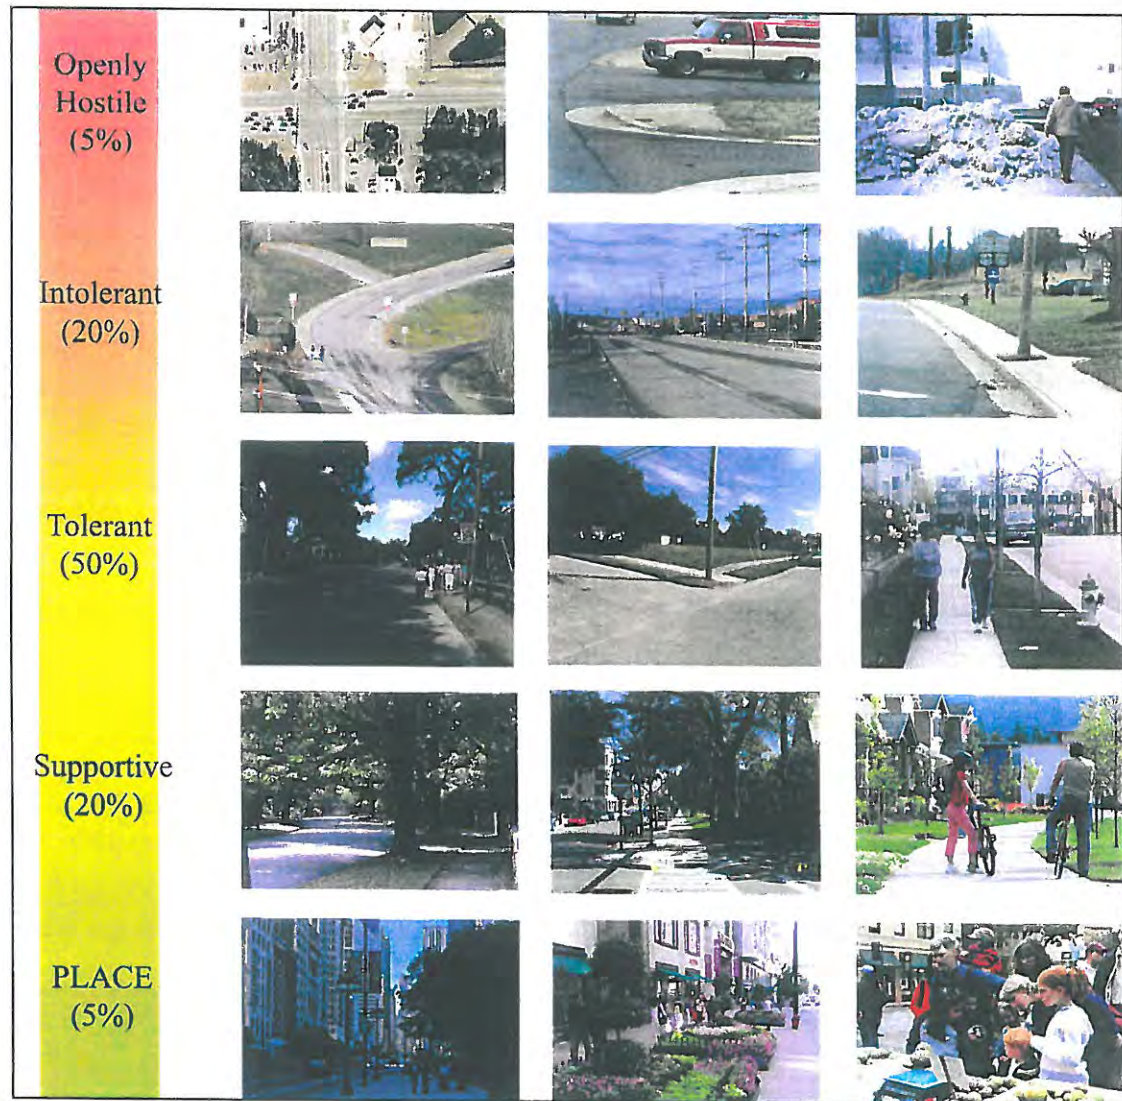 Openly
Hostile
(5%)
Intolerant
(20%)
Tolerant
(50%)
Supportive
(20%)
PLACE
(5%)